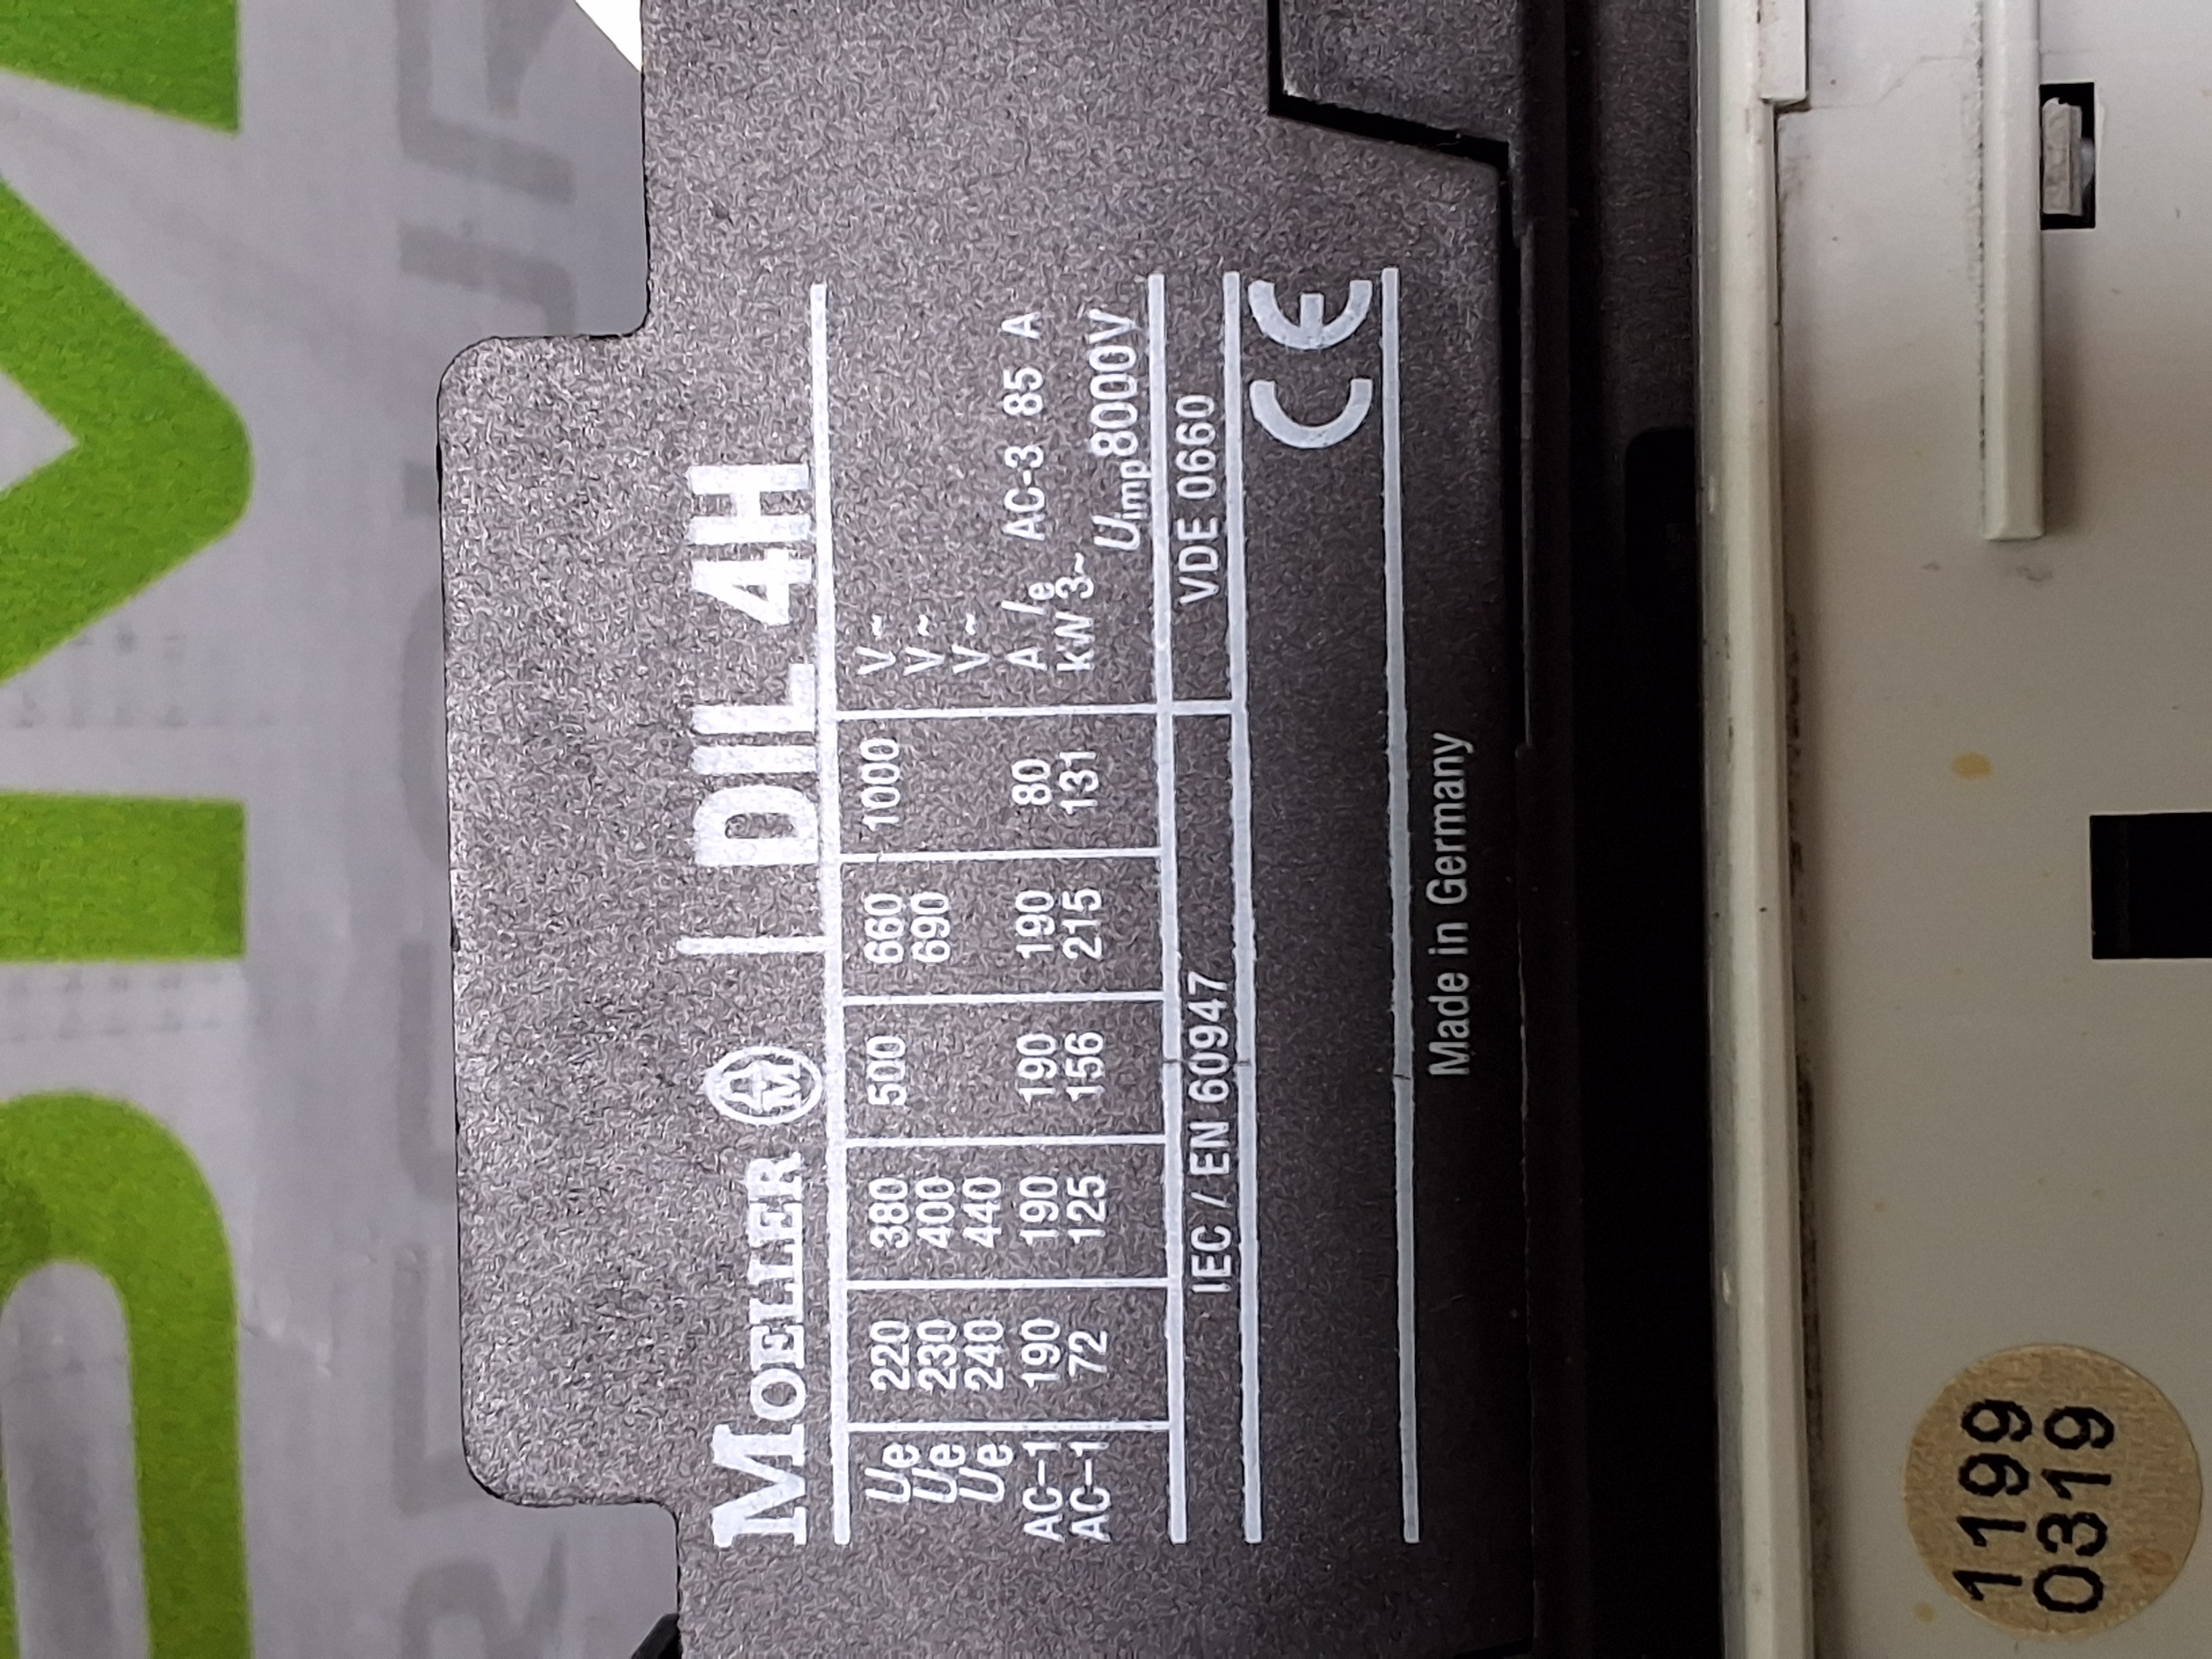 MOELLER DIL 4H
Ue 220 380 500 660 1000 V~
Ue 230 400 690 V~
Ue 240 440 V~
AC-1 190 190 190 190 80 A Ie AC-3 85 A
AC-1 72 125 156 215 131 kW 3~
Uimp 8000V
IEC / EN 60947 VDE 0660
CE
Made in Germany
1199
0319